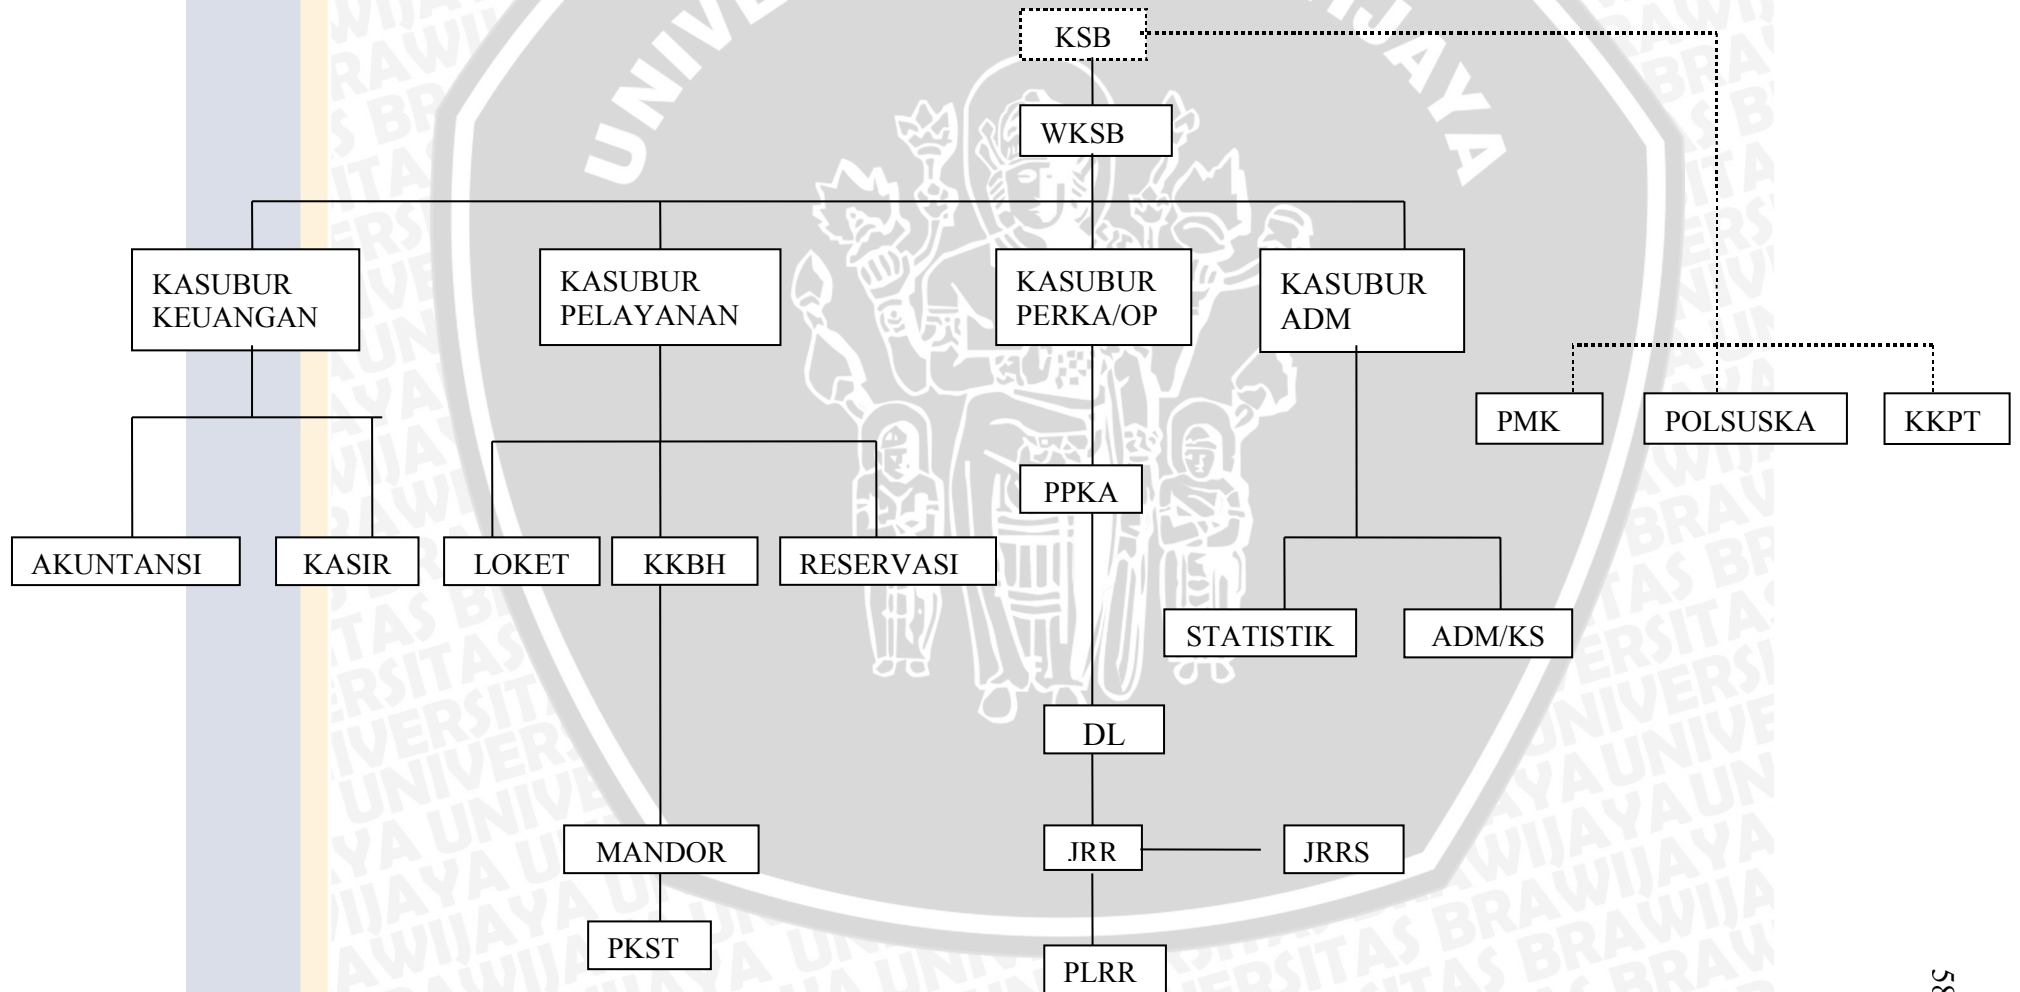 KSB
WKSB
KASUBUR
KEUANGAN
KASUBUR
PELAYANAN
KASUBUR
PERKA/OP
KASUBUR
ADM
PMK
POLSUSKA
KKPT
PPKA
AKUNTANSI
KASIR
LOKET
KKBH
RESERVASI
STATISTIK
ADM/KS
DL
MANDOR
JRR
JRRS
PKST
PLRR
58